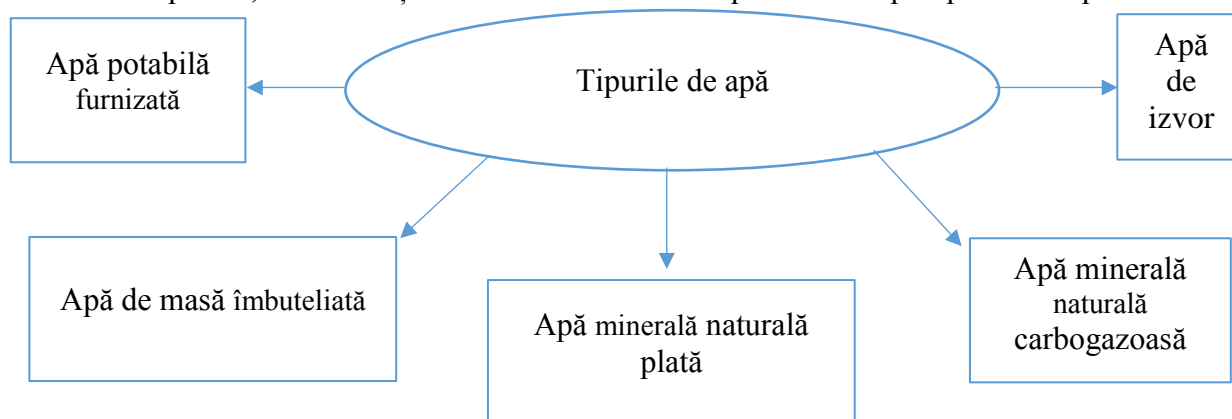 Apă potabilă
furnizată
Tipurile de apă
Apă
de
izvor
Apă de masă îmbuteliată
Apă minerală naturală
plată
Apă minerală
naturală
carbogazoasă